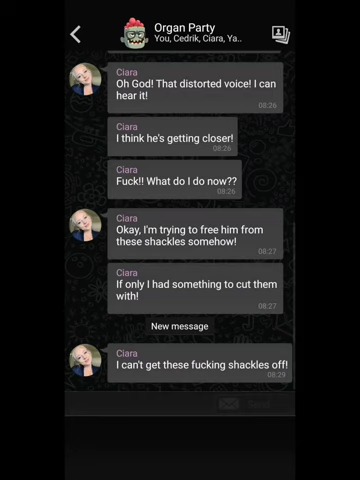 Organ Party
You, Cedrik, Ciara, Ya..
Ciara
Oh God! That distorted voice! I can
hear it!
08:26
Ciara
I think he's getting closer!
08:26
Ciara
Fuck!! What do I do now??
08:26
Ciara
Okay, I'm trying to free him from
these shackles somehow!
08:27
Ciara
If only I had something to cut them
with!
08:27
New message
Ciara
I can't get these fucking shackles off!
08:29
Send